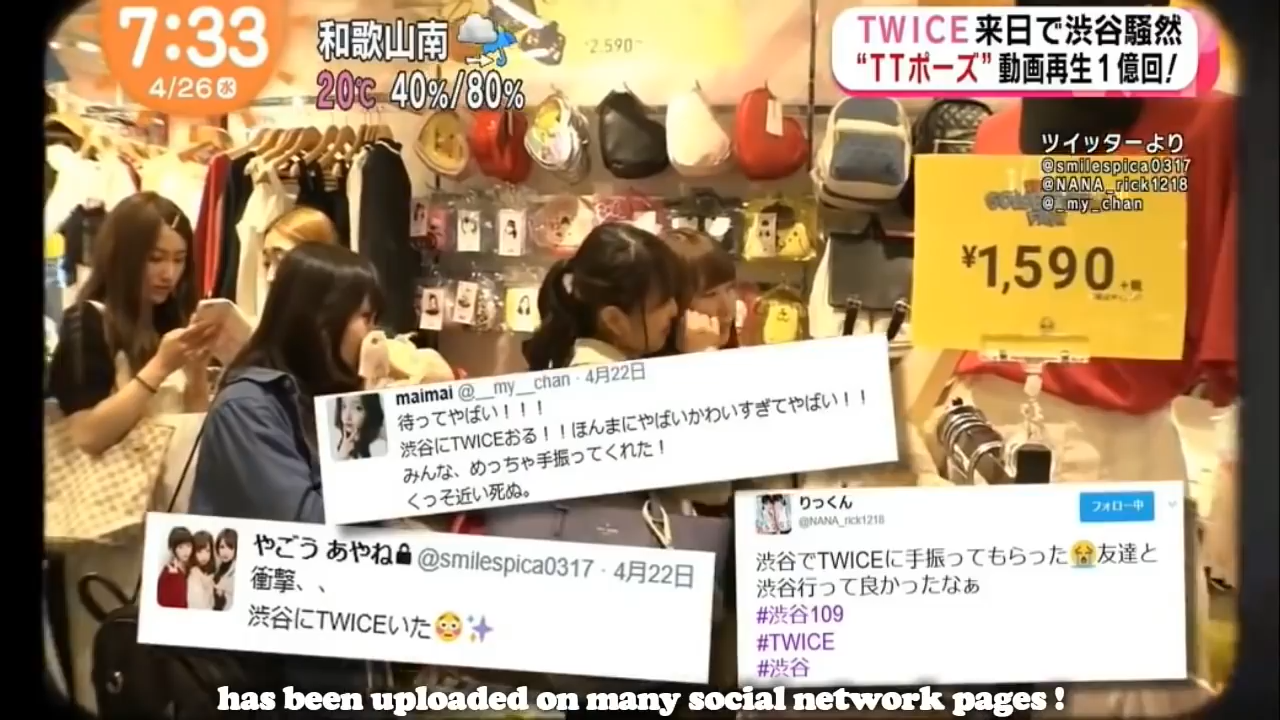 7:33
4/26 水
和歌山南
20℃ 40%/80%
2.590
TWICE 来日で渋谷騒然
"TTポーズ" 動画再生1億回!
ツイッターより
@smilespica0317
@NANA_rick1218
@_my_chan
¥1,590
maimai @__my__chan · 4月22日
待ってやばい!!!
渋谷にTWICEおる!!ほんまにやばいかわいすぎてやばい!!
みんな、めっちゃ手振ってくれた!
くっそ近い死ぬ。
やごう あやね🔒 @smilespica0317 · 4月22日
衝撃、、
渋谷にTWICEいた😳✨
りっくん
@NANA_rick1218
フォロー中
渋谷でTWICEに手振ってもらった😭友達と
渋谷行って良かったなぁ
#渋谷109
#TWICE
#渋谷
has been uploaded on many social network pages !